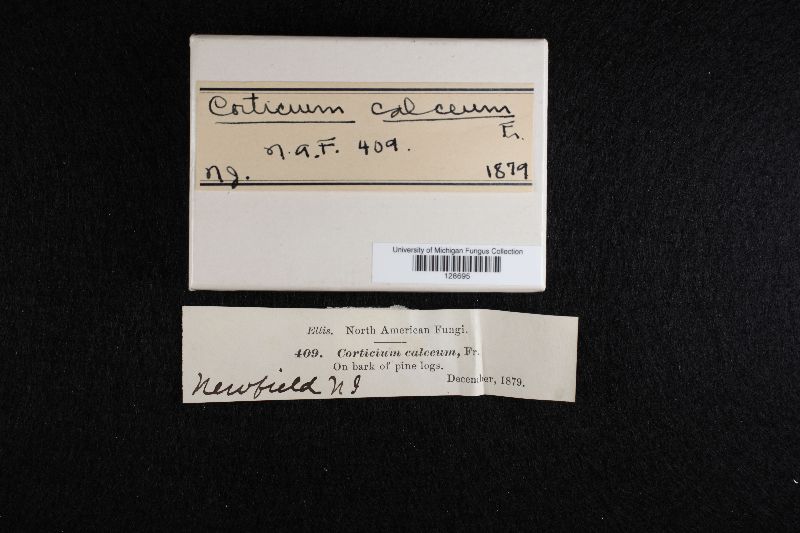 Corticium calceum
Fr.
N.A.F. 409.
NJ. 1879
University of Michigan Fungus Collection
128695
Ellis. North American Fungi.
409. Corticium calceum, Fr.
On bark of pine logs.
Newfield NJ December, 1879.